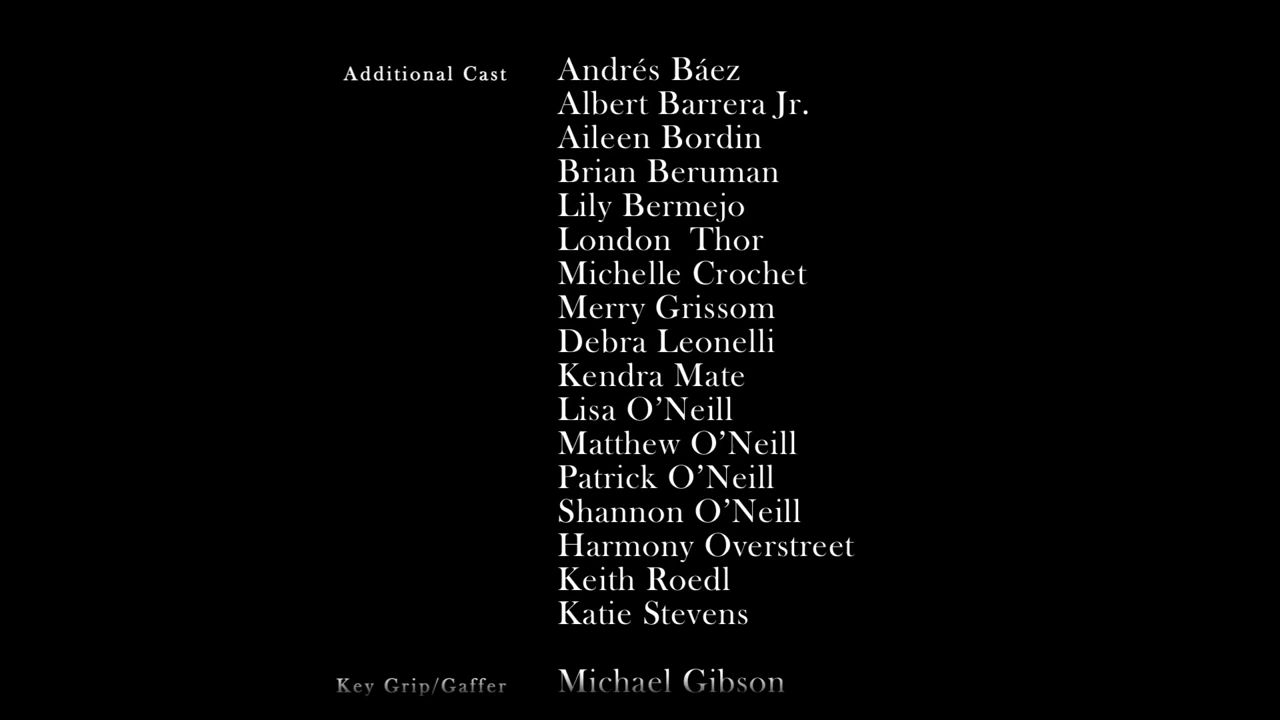 Additional Cast Andrés Báez
Albert Barrera Jr.
Aileen Bordin
Brian Beruman
Lily Bermejo
London Thor
Michelle Crochet
Merry Grissom
Debra Leonelli
Kendra Mate
Lisa O’Neill
Matthew O’Neill
Patrick O’Neill
Shannon O’Neill
Harmony Overstreet
Keith Roedl
Katie Stevens
Key Grip/Gaffer Michael Gibson